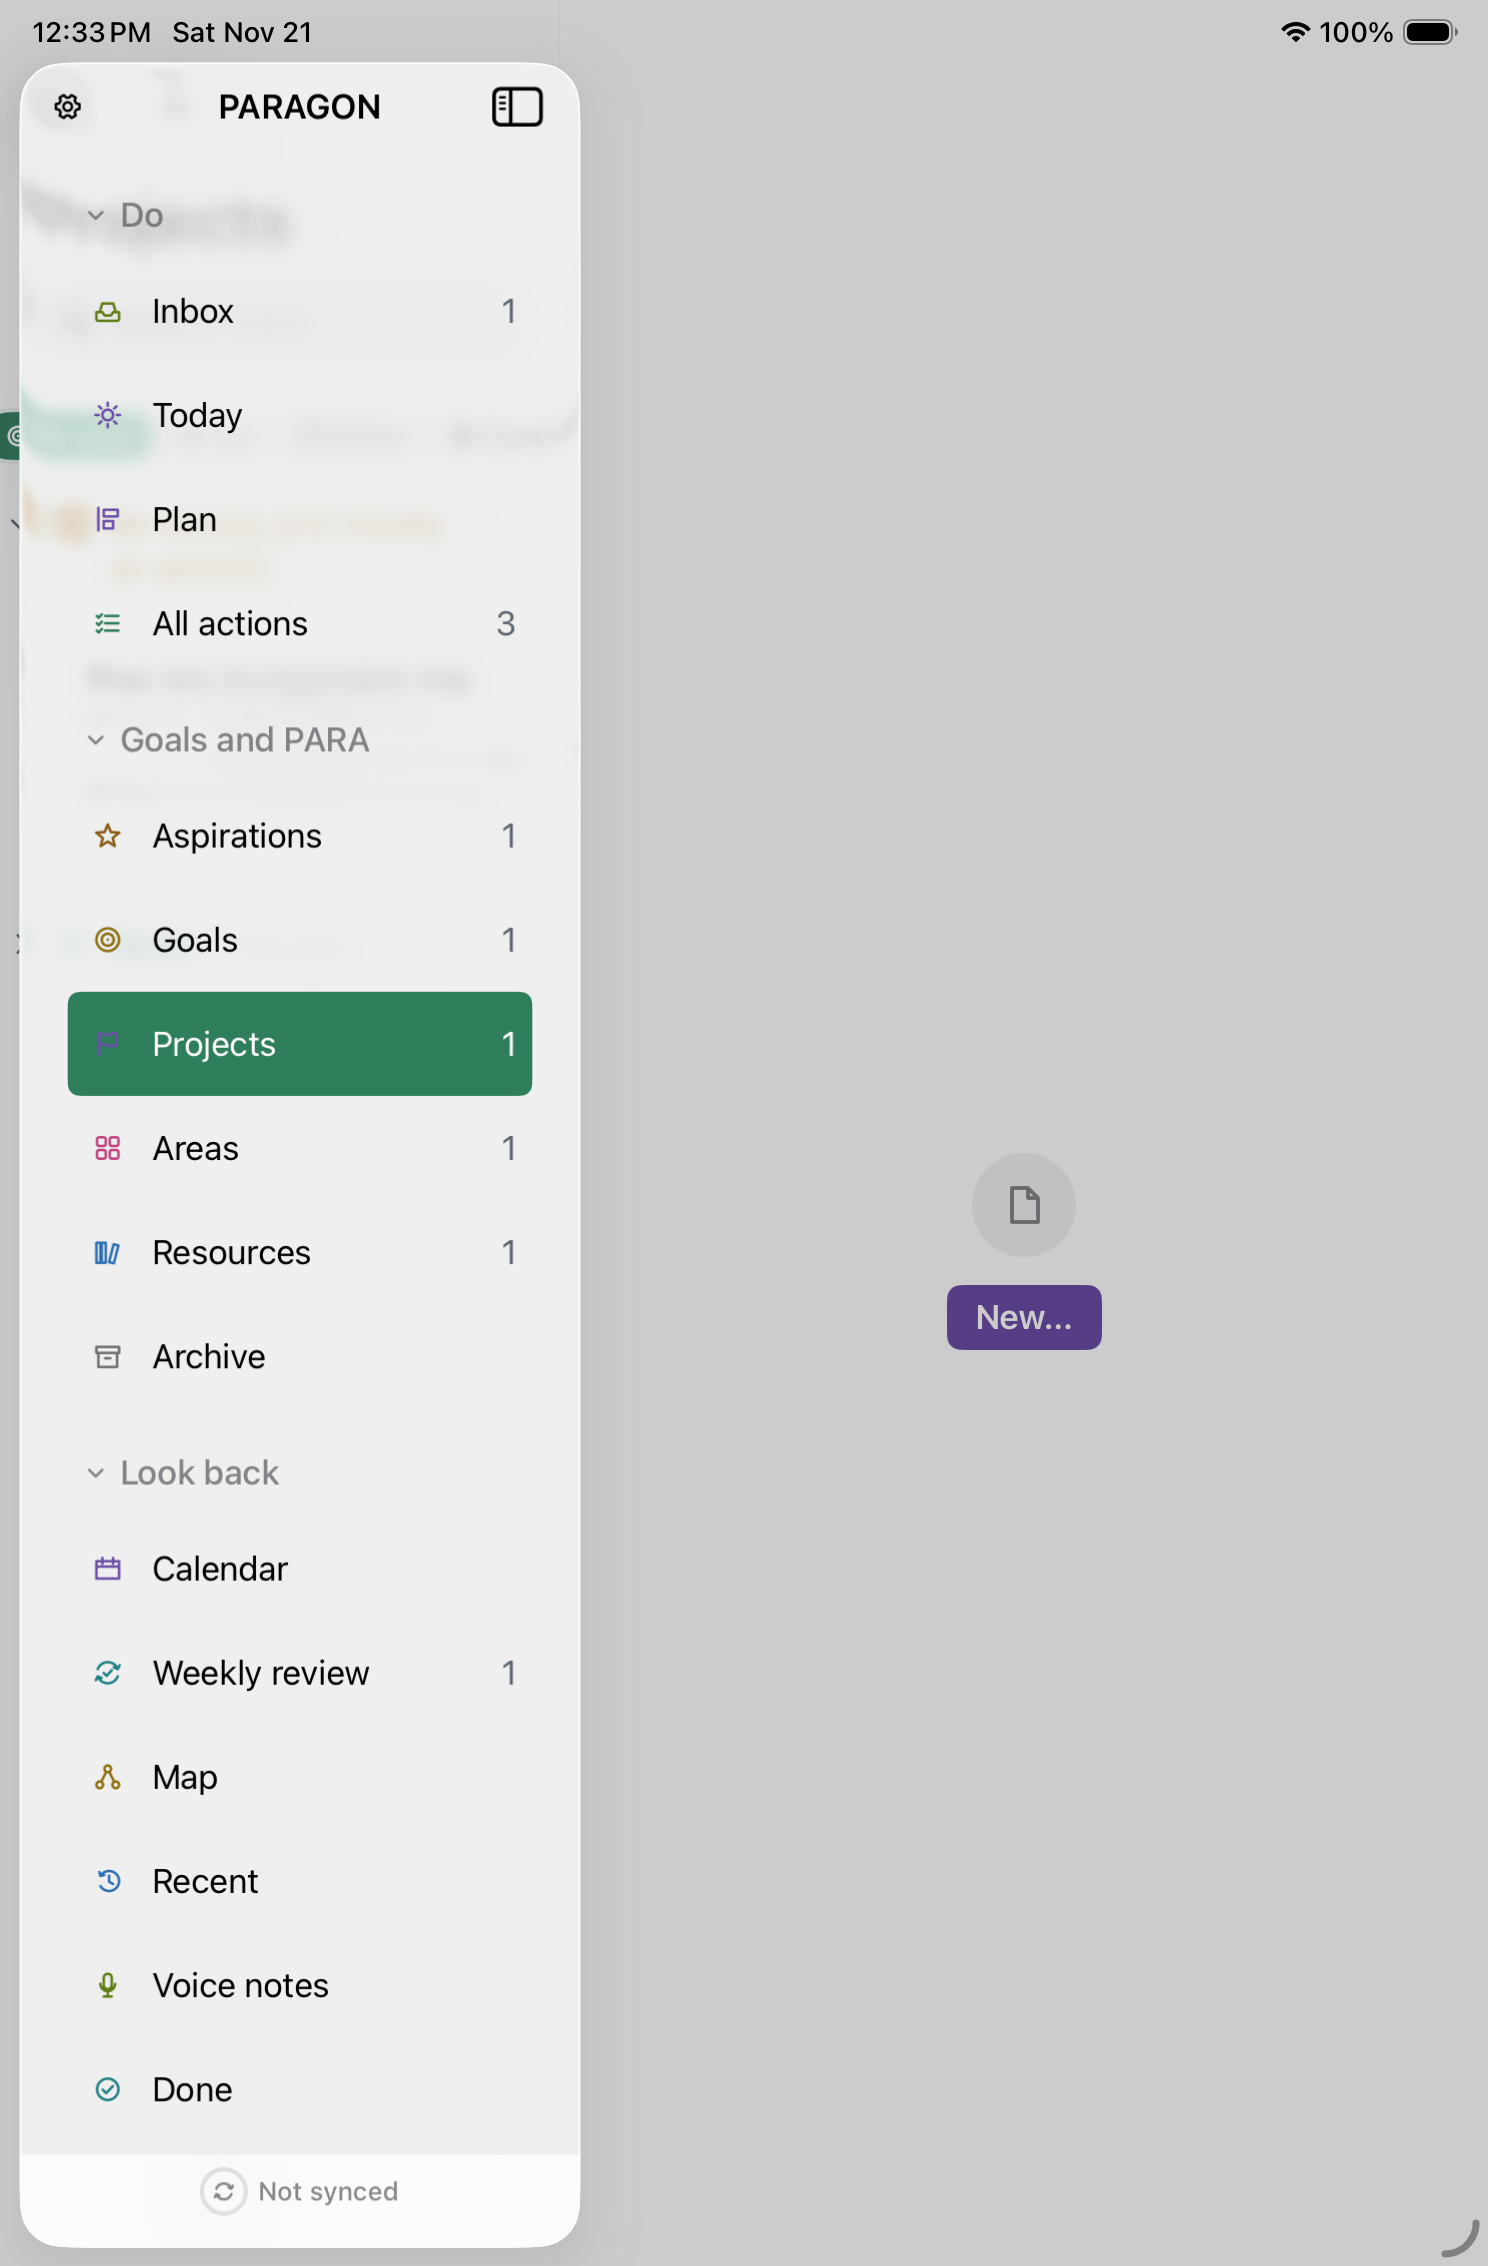 12:33 PM Sat Nov 21
100%
PARAGON
Projects
Do
Inbox 1
Today
Plan
All actions 3
Goals and PARA
Aspirations 1
Goals 1
Projects 1
Areas 1
Resources 1
Archive
Look back
Calendar
Weekly review 1
Map
Recent
Voice notes
Done
Not synced
New...